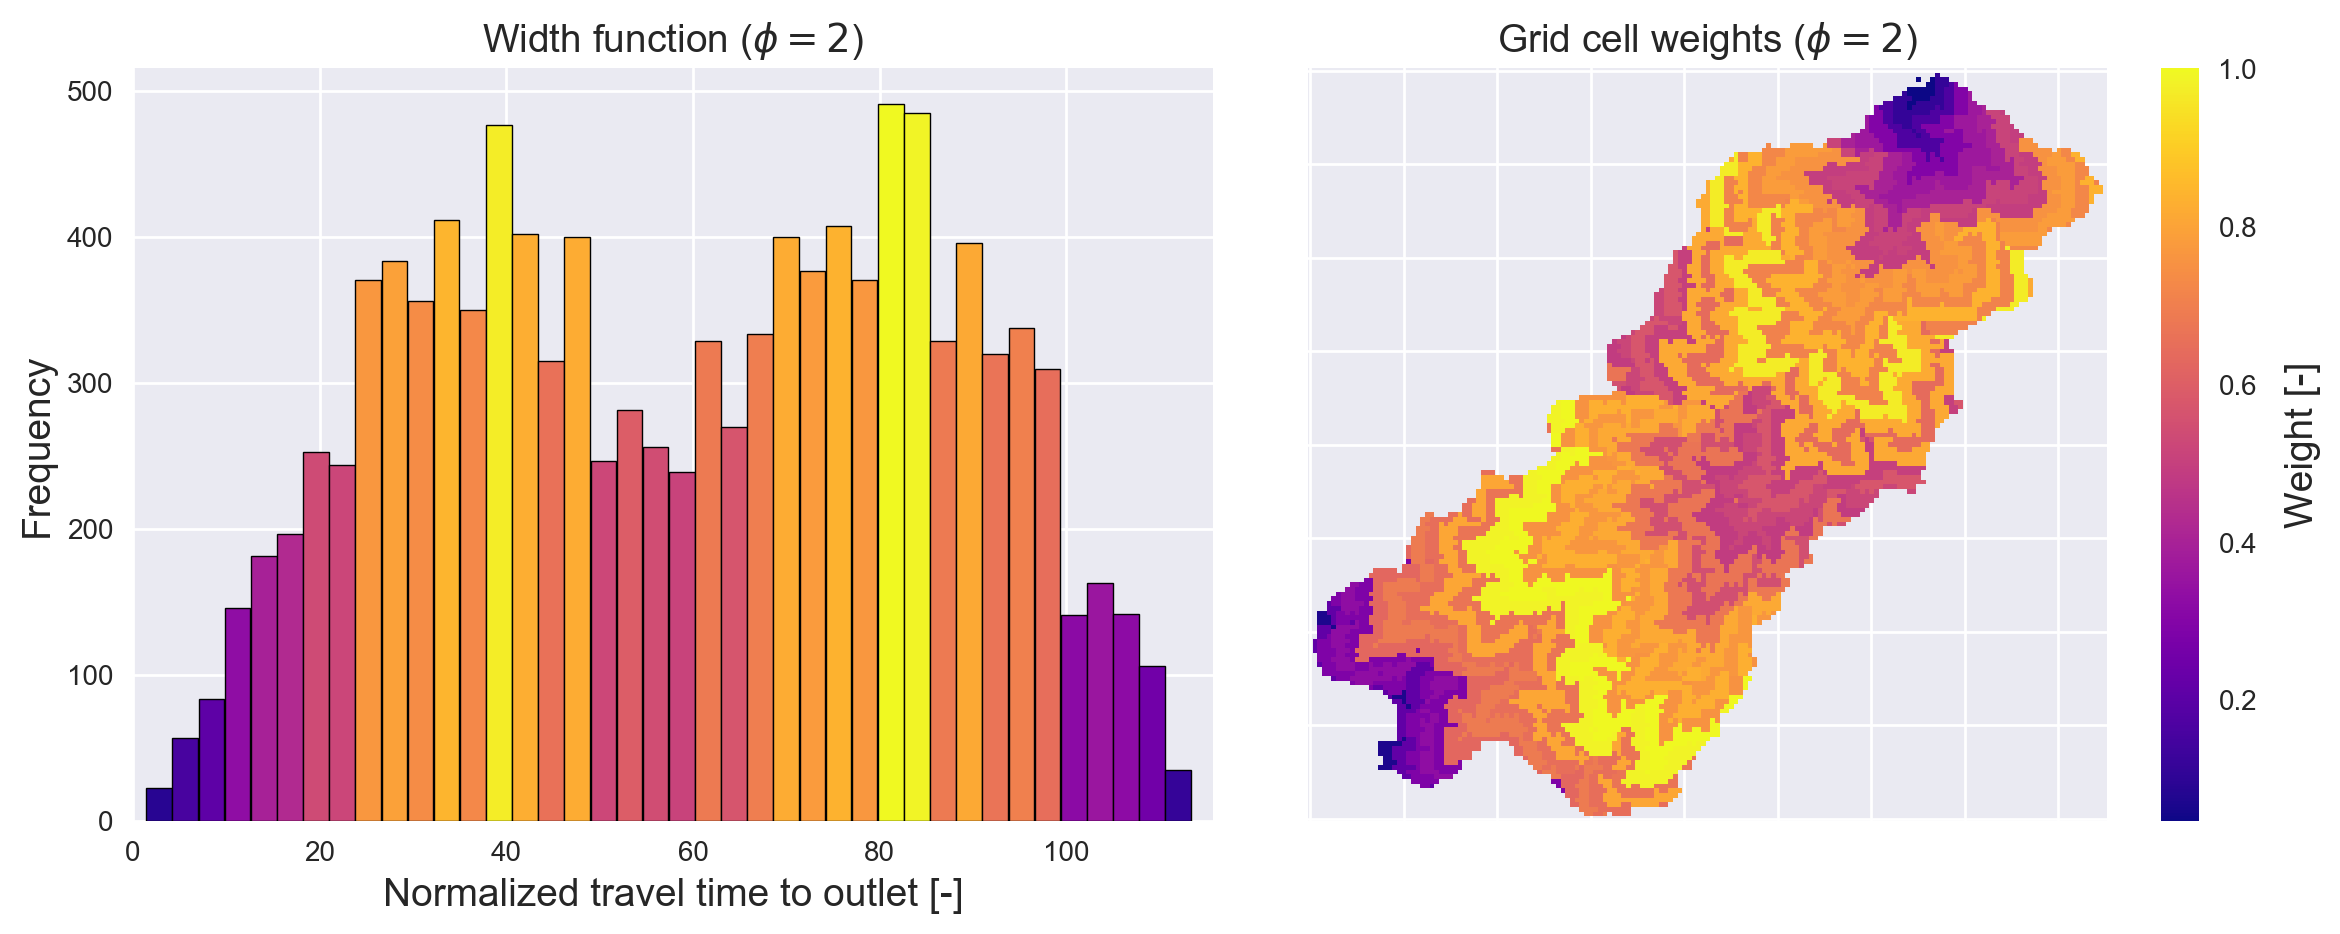 Width function (ϕ = 2)
Frequency
500
400
300
200
100
0
0 20 40 60 80 100
Normalized travel time to outlet [-]
Grid cell weights (ϕ = 2)
1.0
0.8
0.6
0.4
0.2
Weight [-]